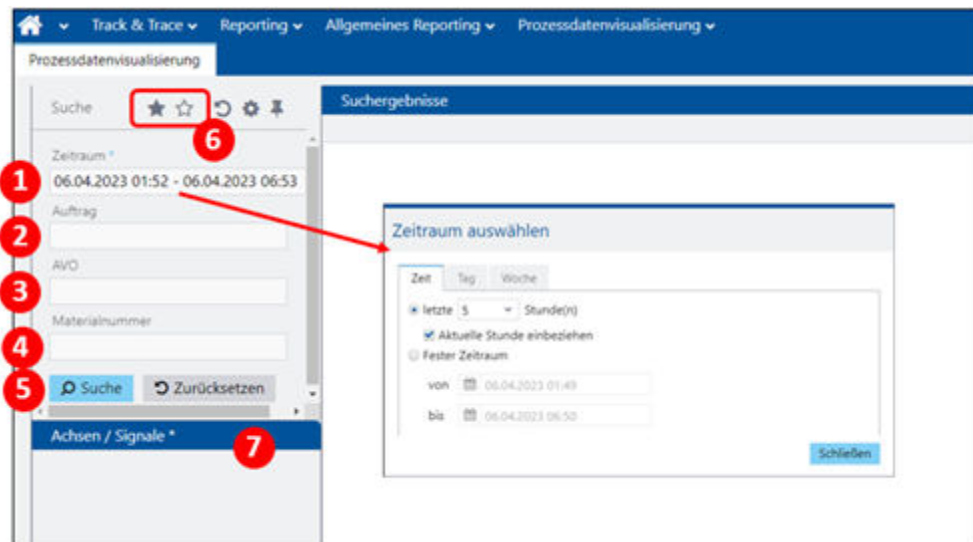 Track & Trace Reporting Allgemeines Reporting Prozessdatenvisualisierung
Prozessdatenvisualisierung
Suche
Suchergebnisse
6
Zeitraum *
1
06.04.2023 01:52 - 06.04.2023 06:53
Auftrag
2
AVO
3
Materialnummer
4
5
Suche Zurücksetzen
Achsen / Signale *
7
Zeitraum auswählen
Zeit Tag Woche
letzte 5 Stunde(n)
Aktuelle Stunde einbeziehen
Fester Zeitraum
von 06.04.2023 01:49
bis 06.04.2023 06:50
Schließen